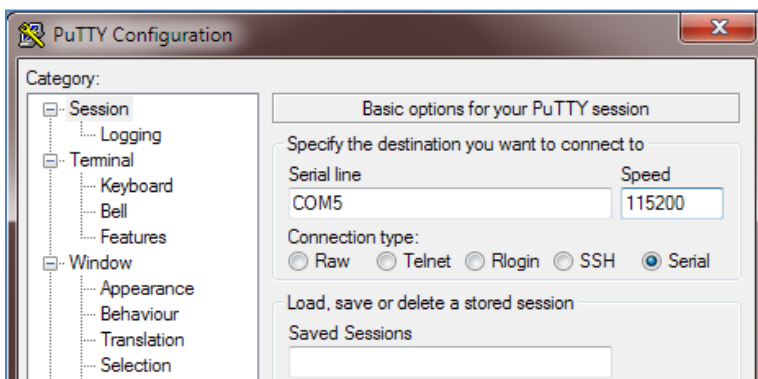 PuTTY Configuration
Category:
Session
Logging
Terminal
Keyboard
Bell
Features
Window
Appearance
Behaviour
Translation
Selection
Basic options for your PuTTY session
Specify the destination you want to connect to
Serial line Speed
COM5 115200
Connection type:
Raw Telnet Rlogin SSH Serial
Load, save or delete a stored session
Saved Sessions